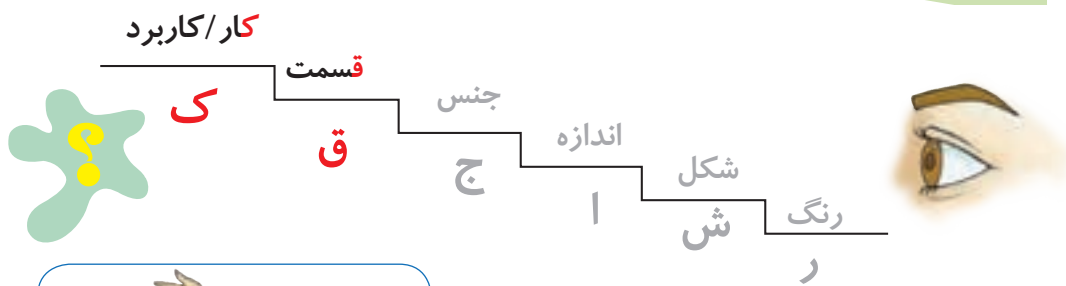 کار/کاربرد
ک
قسمت
ق
جنس
ج
اندازه
ا
شکل
ش
رنگ
ر
؟